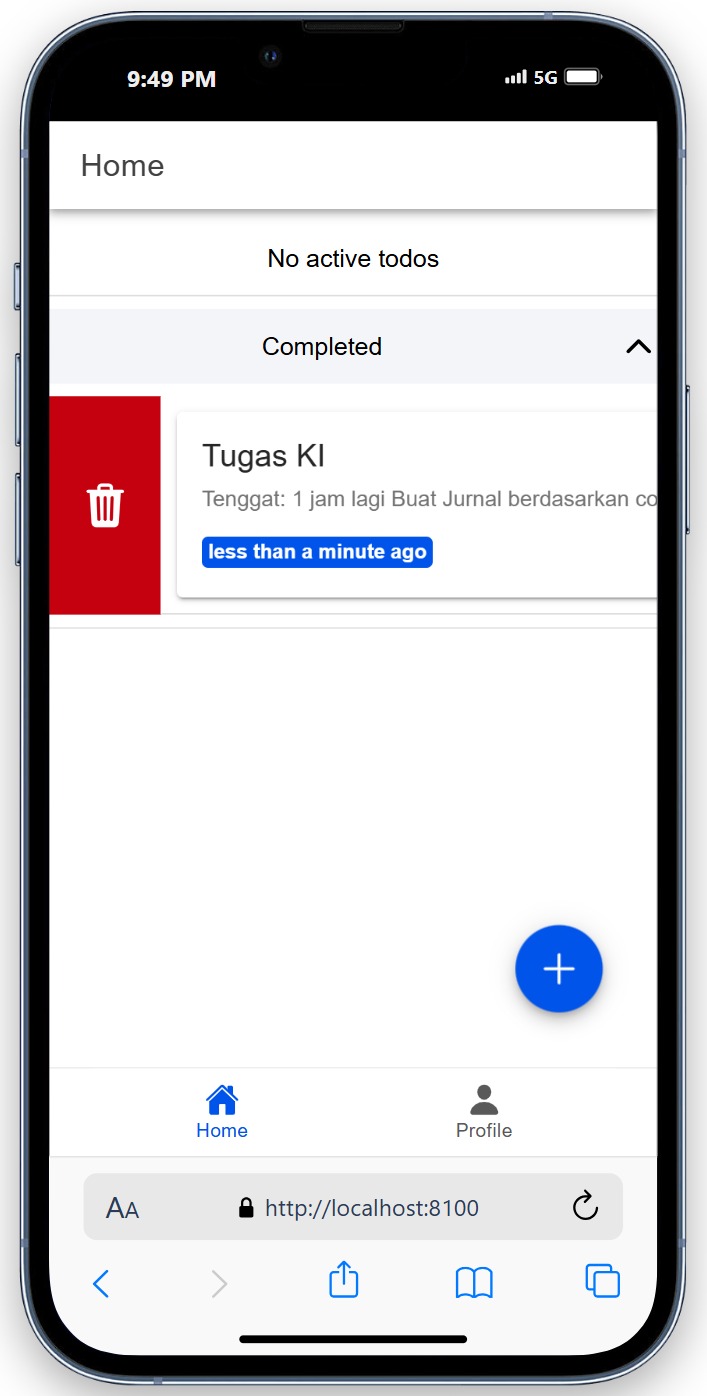 9:49 PM
5G
Home
No active todos
Completed
Tugas KI
Tenggat: 1 jam lagi Buat Jurnal berdasarkan co
less than a minute ago
Home
Profile
AA
http://localhost:8100